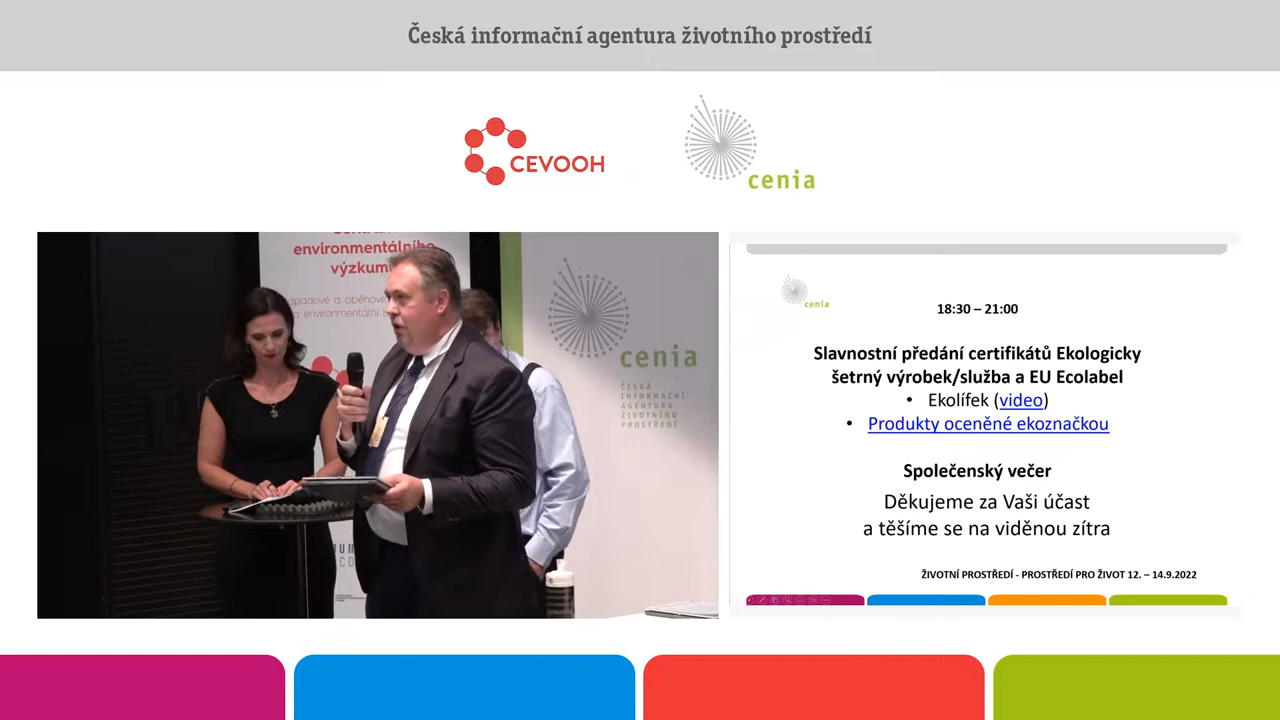 Česká informační agentura životního prostředí
CEVOOH
cenia
environmentálního
výzkumu
cenia
ČESKÁ
INFORMAČNÍ
AGENTURA
ŽIVOTNÍHO
PROSTŘEDÍ
cenia
18:30 – 21:00
Slavnostní předání certifikátů Ekologicky
šetrný výrobek/služba a EU Ecolabel
• Ekolífek (video)
• Produkty oceněné ekoznačkou
Společenský večer
Děkujeme za Vaši účast
a těšíme se na viděnou zítra
ŽIVOTNÍ PROSTŘEDÍ - PROSTŘEDÍ PRO ŽIVOT 12. – 14.9.2022